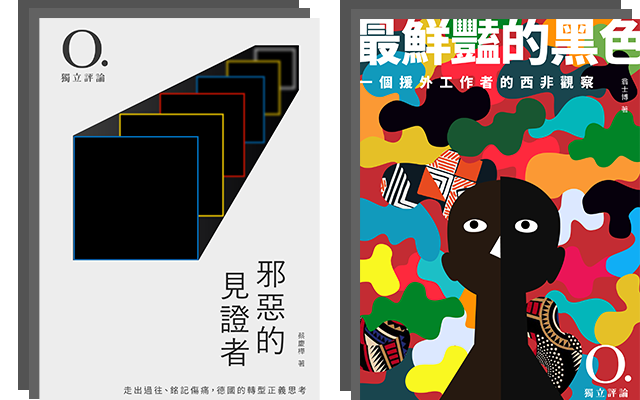 O.
獨立評論
邪惡的
見證者
蔡慶樺 著
走出過往、銘記傷痛，德國的轉型正義思考
最鮮豔的黑色
一個援外工作者的西非觀察
翁士博 著
O.
獨立評論